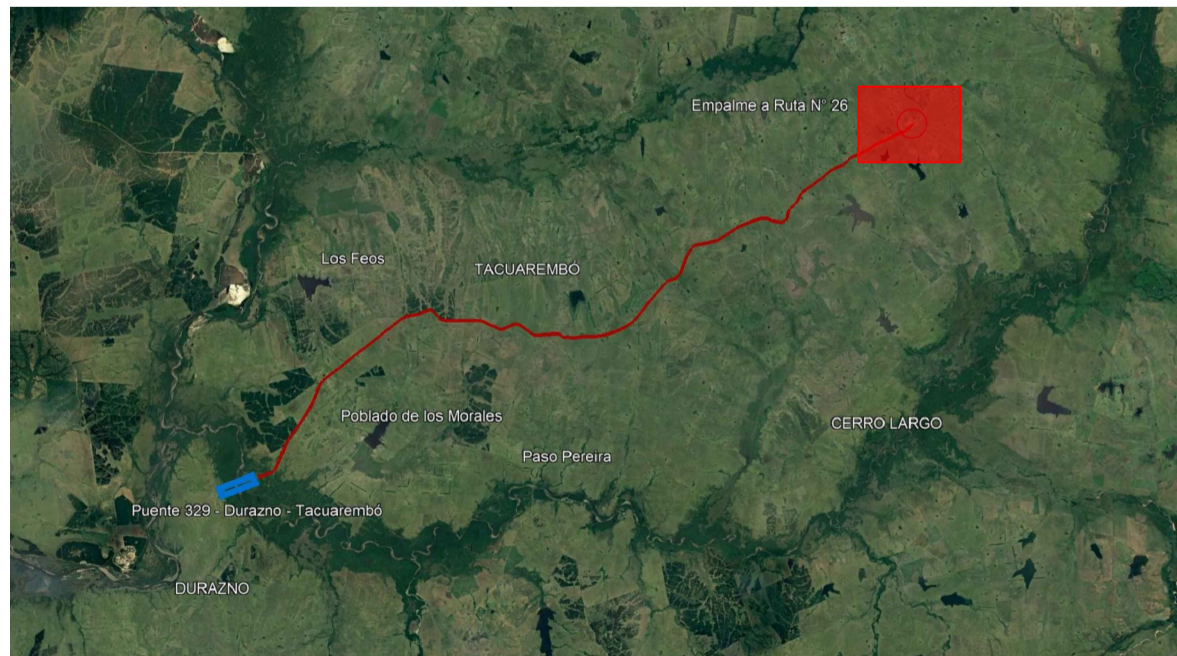 Empalme a Ruta N° 26
Los Feos
TACUAREMBÓ
Poblado de los Morales
CERRO LARGO
Paso Pereira
Puente 329 - Durazno - Tacuarembó
DURAZNO